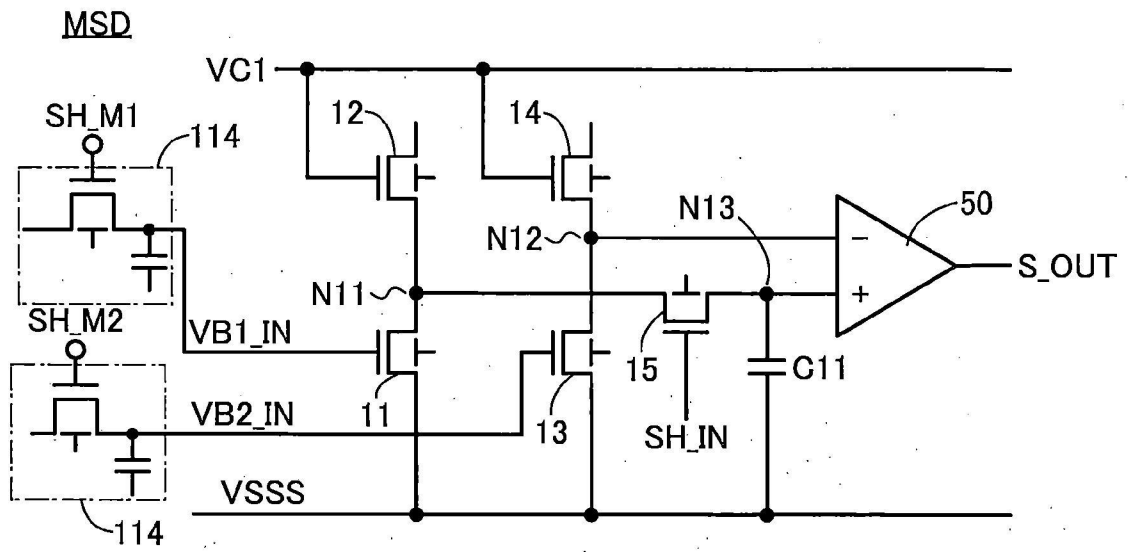 MSD
VC1
SH_M1
114
12
14
N13
50
N12
S_OUT
N11
SH_M2
VB1_IN
15
C11
VB2_IN
11
13
SH_IN
VSSS
114